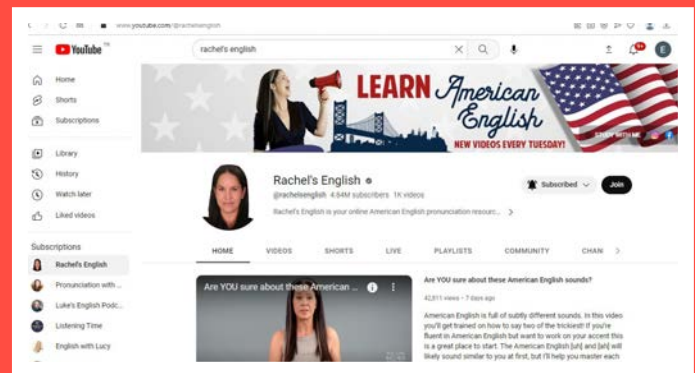 www.youtube.com/@rachelsenglish
YouTube
rachel's english
E
Home
Shorts
Subscriptions
Library
History
Watch later
Liked videos
Subscriptions
Rachel's English
Pronunciation with ...
Luke's English Podc...
Listening Time
English with Lucy
LEARN American
English
NEW VIDEOS EVERY TUESDAY!
STUDY WITH ME
Rachel's English
@rachelsenglish 4.84M subscribers 1K videos
Rachel's English is your online American English pronunciation resourc...
Subscribed
Join
HOME VIDEOS SHORTS LIVE PLAYLISTS COMMUNITY CHAN
Are YOU sure about these American ...
Are YOU sure about these American English sounds?
42,811 views • 7 days ago
American English is full of subtly different sounds. In this video
you'll get trained on how to say two of the trickiest! If you're
fluent in American English but want to work on your accent this
is a great place to start. The American English and will
likely sound similar to you at first, but I'll help you master each